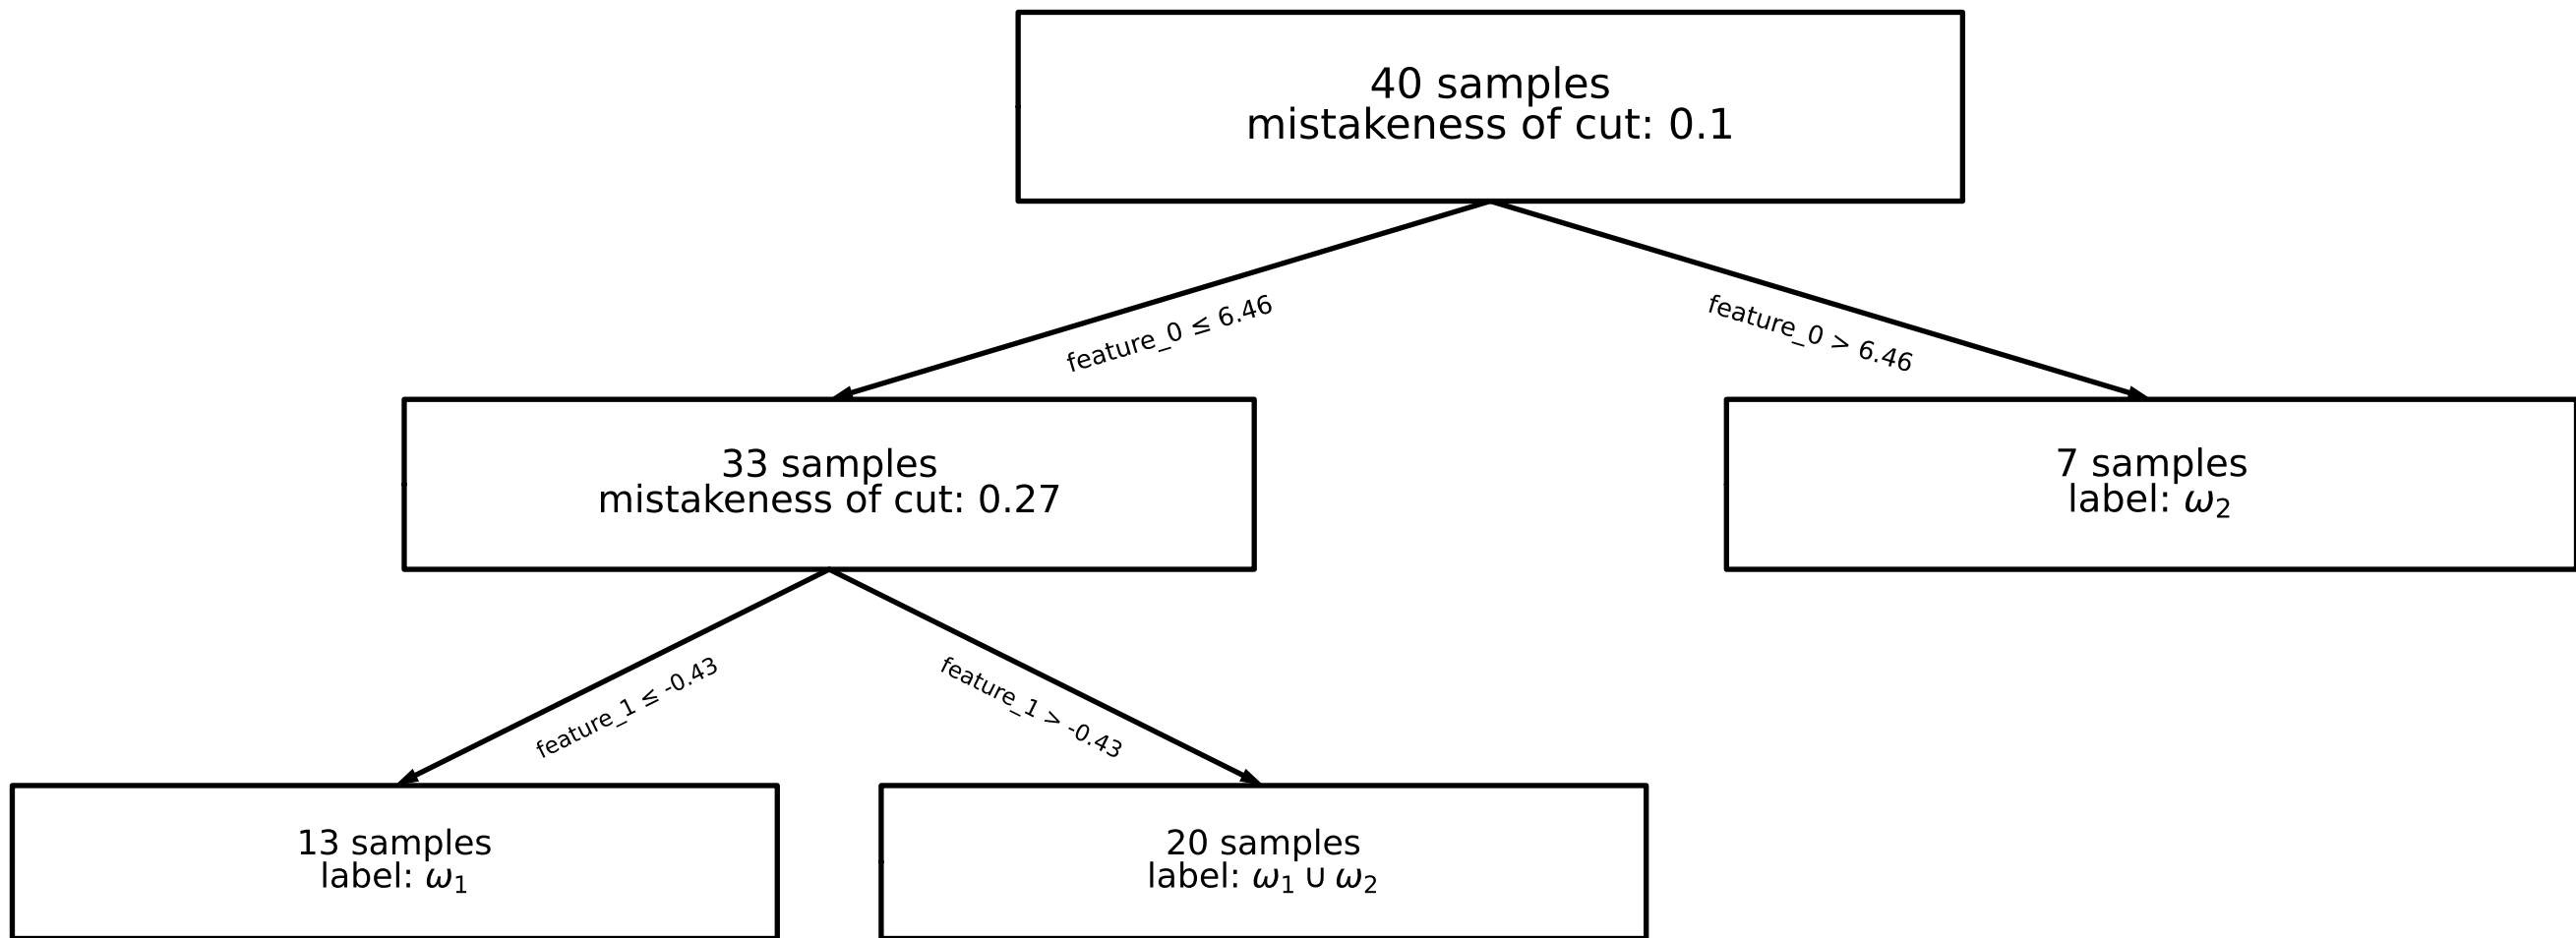 40 samples
mistakeness of cut: 0.1
feature_0 ≤ 6.46
feature_0 > 6.46
33 samples
mistakeness of cut: 0.27
7 samples
label: ω₂
feature_1 ≤ -0.43
feature_1 > -0.43
13 samples
label: ω₁
20 samples
label: ω₁ ∪ ω₂